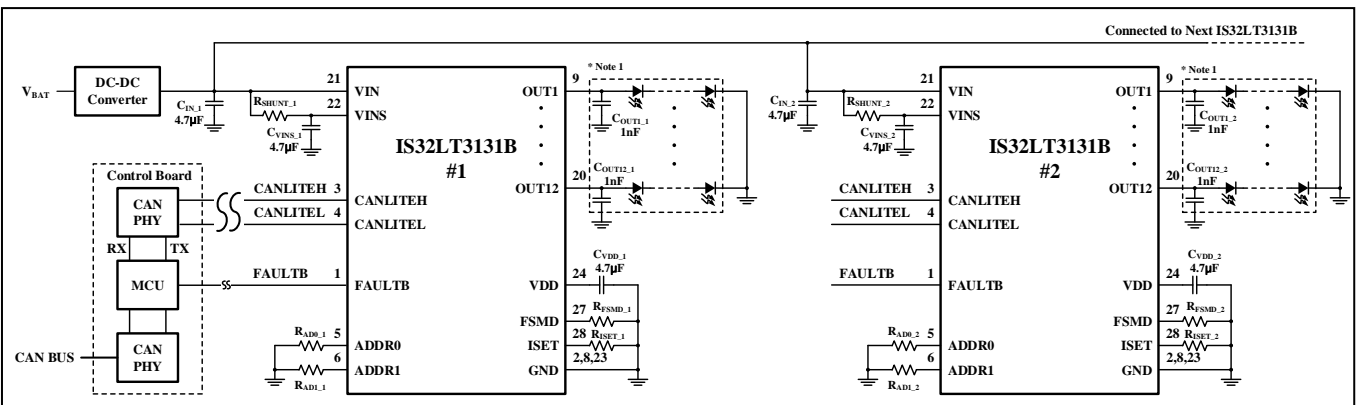 Connected to Next IS32LT3131B
V_BAT
DC-DC
Converter
C_IN_1
4.7µF
R_SHUNT_1
C_VINS_1
4.7µF
21
VIN
22
VINS
IS32LT3131B
#1
CANLITEH 3
CANLITEH
CANLITEL 4
CANLITEL
FAULTB 1
FAULTB
R_AD0_1 5
ADDR0
6
ADDR1
R_AD1_1
9
OUT1
20
OUT12
* Note 1
C_OUT1_1
1nF
C_OUT12_1
1nF
C_VDD_1
4.7µF
24
VDD
27
FSMD
R_FSMD_1
28
ISET
R_ISET_1
2,8,23
GND
Control Board
CAN
PHY
RX
TX
MCU
CAN
PHY
CAN BUS
C_IN_2
4.7µF
R_SHUNT_2
C_VINS_2
4.7µF
21
VIN
22
VINS
IS32LT3131B
#2
CANLITEH 3
CANLITEH
CANLITEL 4
CANLITEL
FAULTB 1
FAULTB
R_AD0_2 5
ADDR0
6
ADDR1
R_AD1_2
9
OUT1
20
OUT12
* Note 1
C_OUT1_2
1nF
C_OUT12_2
1nF
C_VDD_2
4.7µF
24
VDD
27
FSMD
R_FSMD_2
28
ISET
R_ISET_2
2,8,23
GND